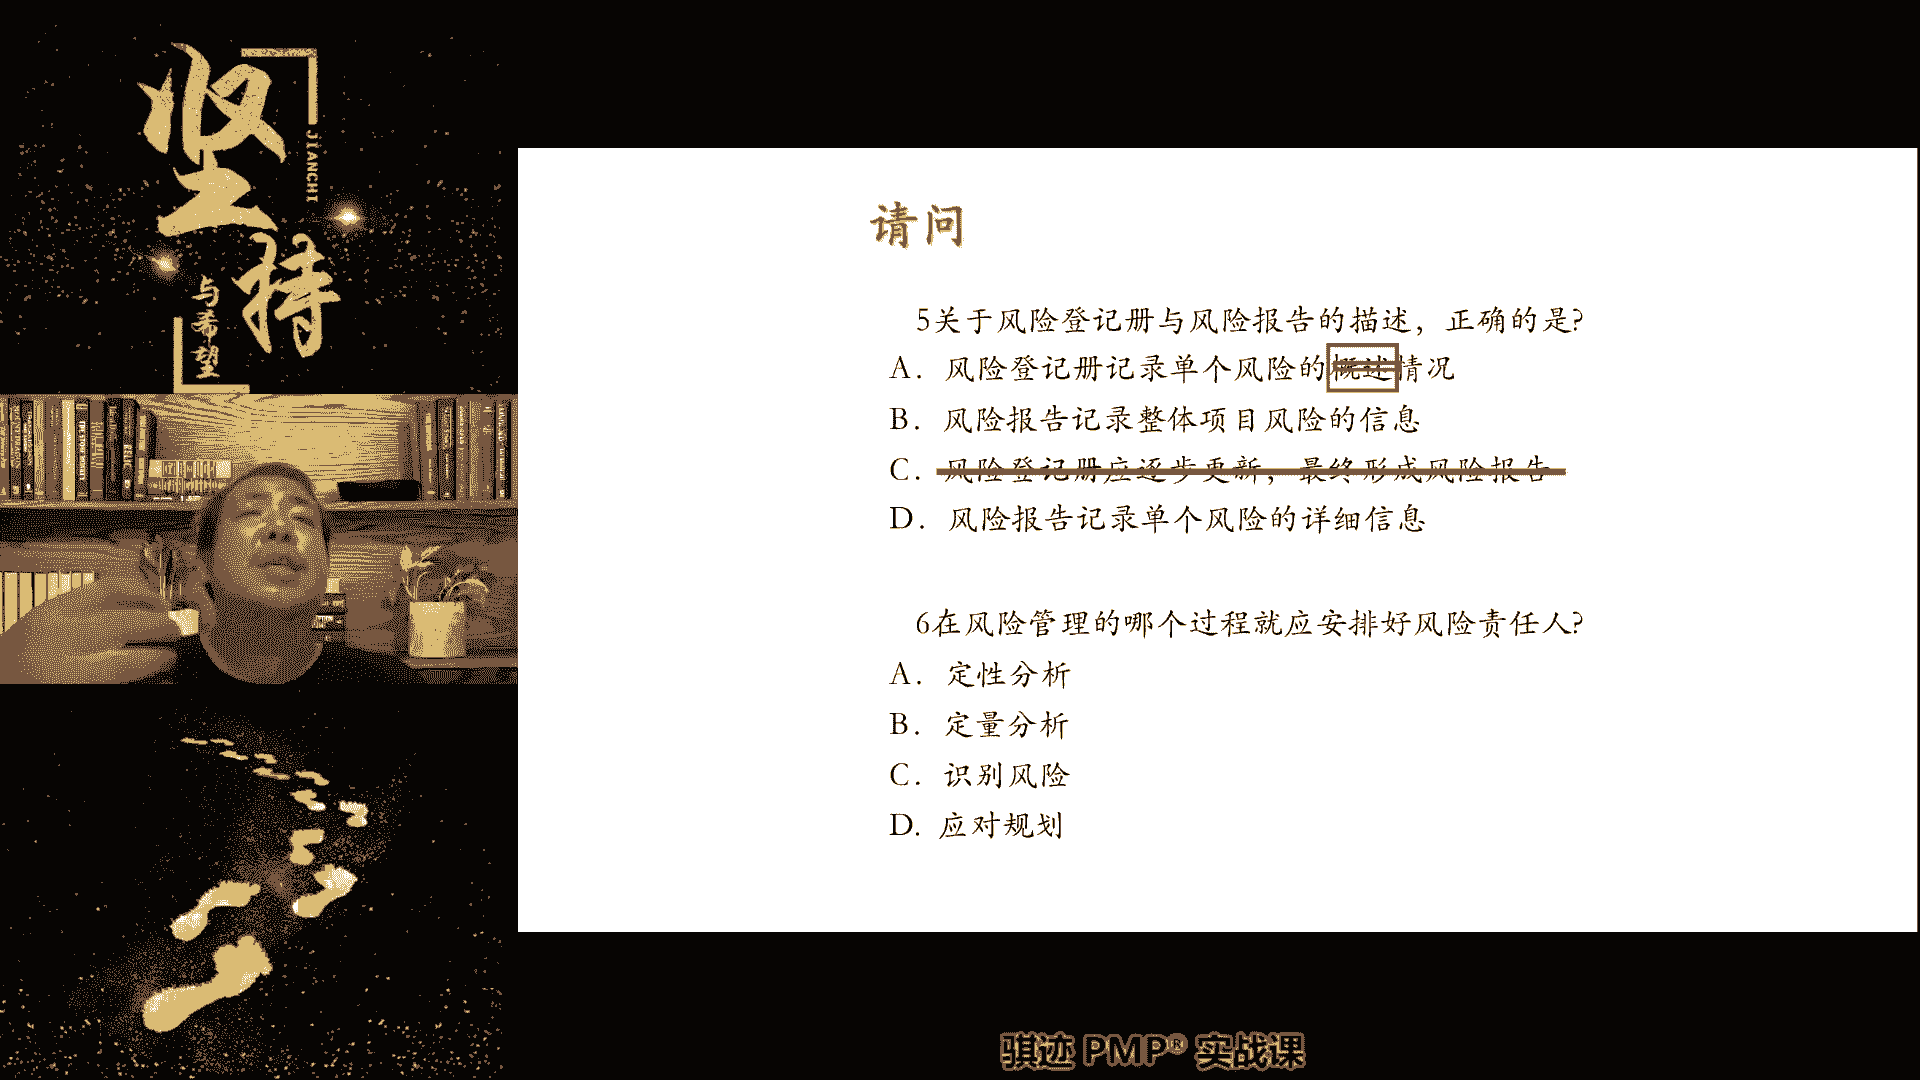 坚持
JIANCHI
与希望
请问
5关于风险登记册与风险报告的描述，正确的是?
A. 风险登记册记录单个风险的概述情况
B. 风险报告记录整体项目风险的信息
C. 风险登记册应逐步更新，最终形成风险报告
D. 风险报告记录单个风险的详细信息
6在风险管理的哪个过程就应安排好风险责任人?
A. 定性分析
B. 定量分析
C. 识别风险
D. 应对规划
骐迹 PMP® 实战课